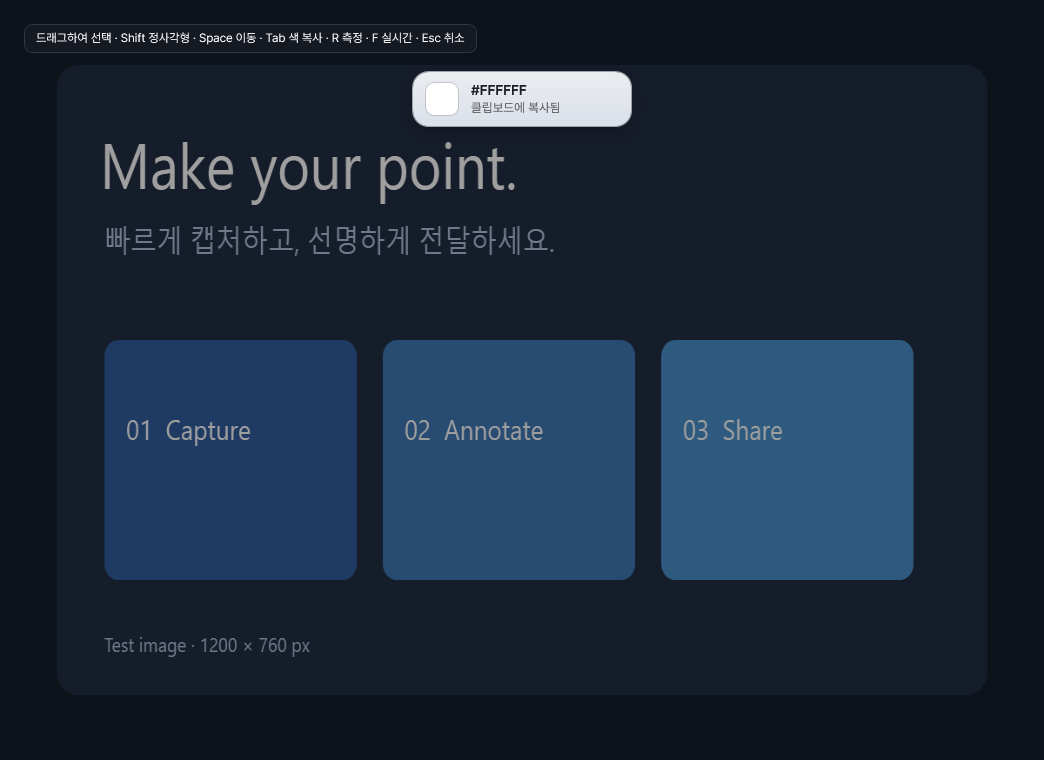 드래그하여 선택 · Shift 정사각형 · Space 이동 · Tab 색 복사 · R 측정 · F 실시간 · Esc 취소
#FFFFFF
클립보드에 복사됨
Make your point.
빠르게 캡처하고, 선명하게 전달하세요.
01 Capture
02 Annotate
03 Share
Test image · 1200 × 760 px